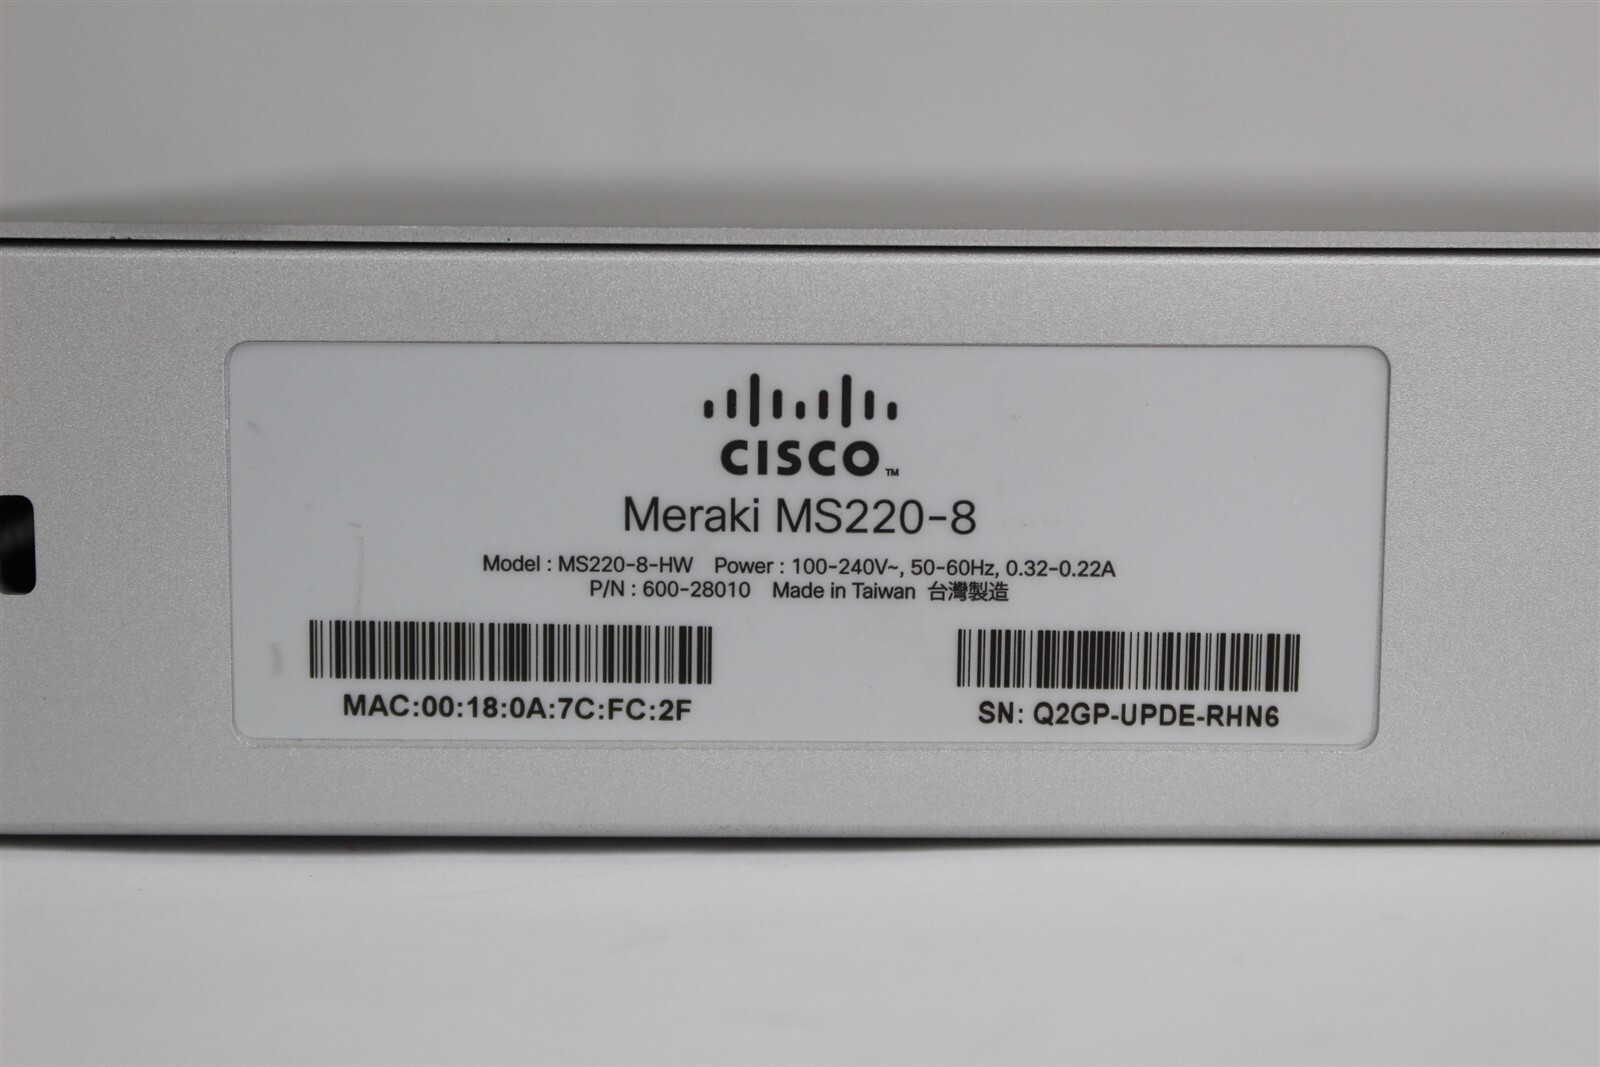 CISCO™
Meraki MS220-8
Model : MS220-8-HW Power : 100-240V~, 50-60Hz, 0.32-0.22A
P/N : 600-28010 Made in Taiwan 台灣製造
MAC:00:18:0A:7C:FC:2F
SN: Q2GP-UPDE-RHN6